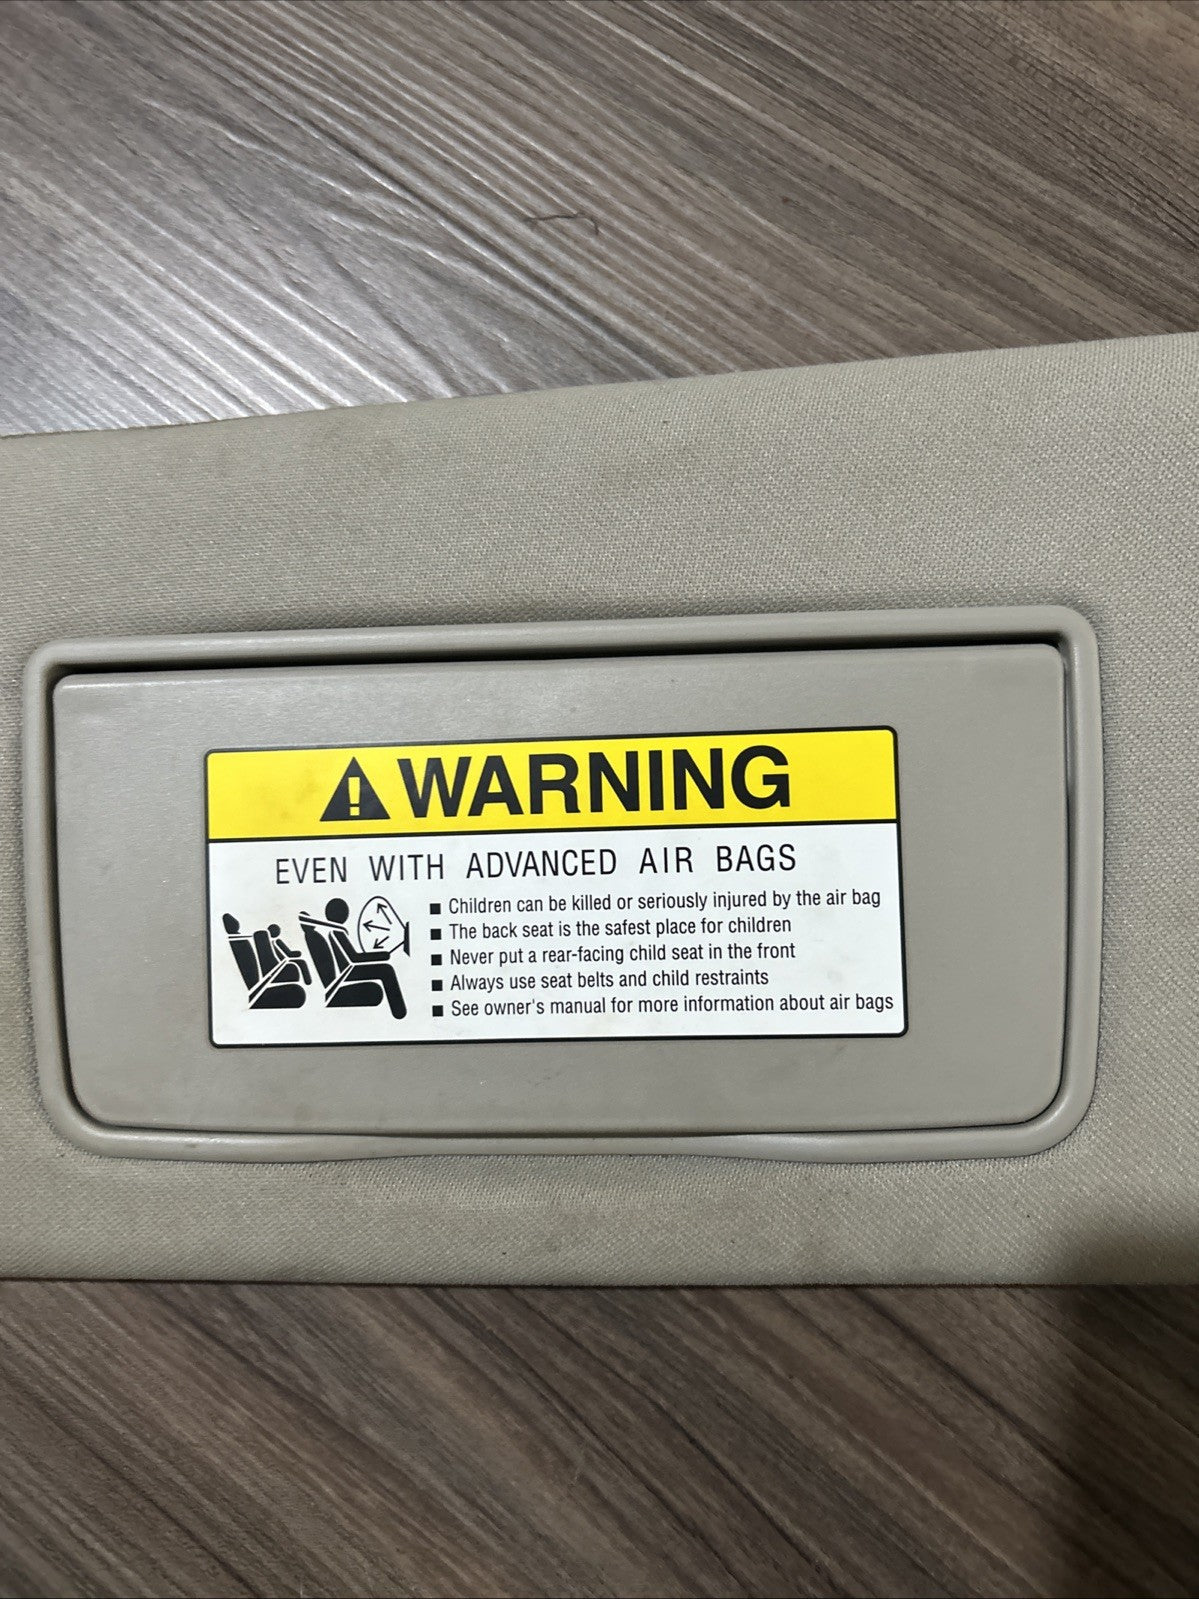 WARNING
EVEN WITH ADVANCED AIR BAGS
■ Children can be killed or seriously injured by the air bag
■ The back seat is the safest place for children
■ Never put a rear-facing child seat in the front
■ Always use seat belts and child restraints
■ See owner's manual for more information about air bags